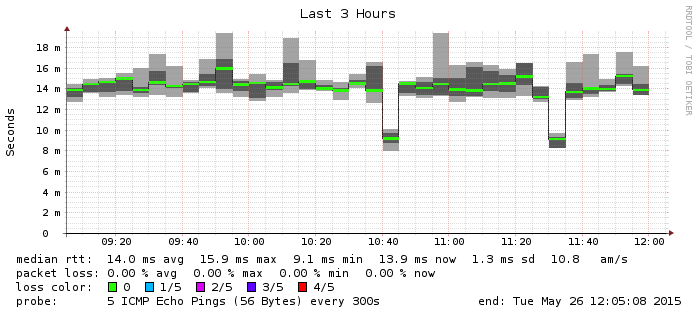 Last 3 Hours
RRDTOOL / TOBI OETIKER
Seconds
18 m
16 m
14 m
12 m
10 m
8 m
6 m
4 m
2 m
0
09:20 09:40 10:00 10:20 10:40 11:00 11:20 11:40 12:00
median rtt: 14.0 ms avg 15.9 ms max 9.1 ms min 13.9 ms now 1.3 ms sd 10.8 am/s
packet loss: 0.00 % avg 0.00 % max 0.00 % min 0.00 % now
loss color: 0 1/5 2/5 3/5 4/5
probe: 5 ICMP Echo Pings (56 Bytes) every 300s end: Tue May 26 12:05:08 2015